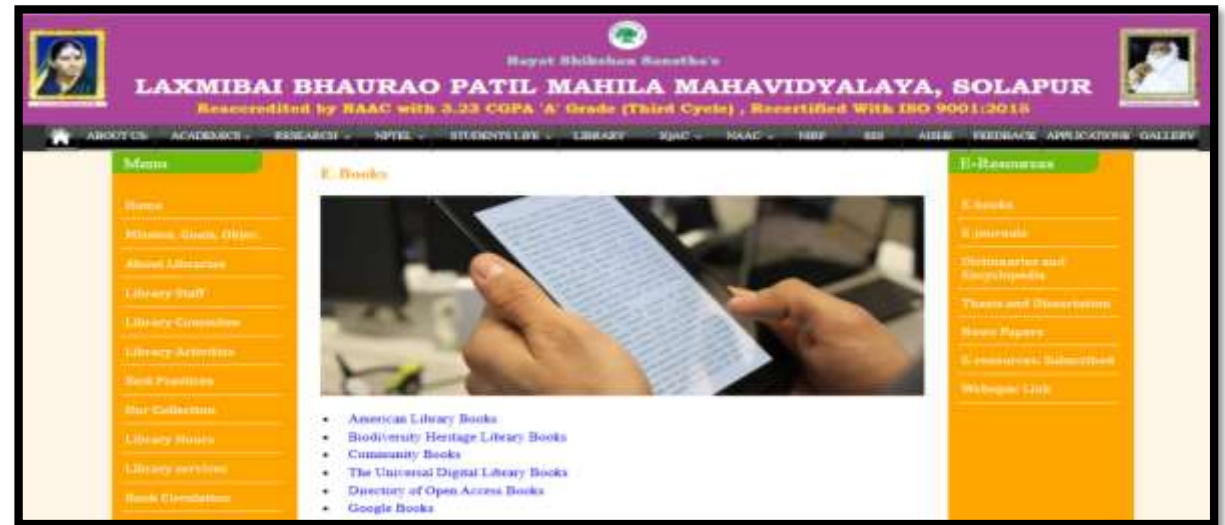 Rayat Shikshan Sanstha's
LAXMIBAI BHAURAO PATIL MAHILA MAHAVIDYALAYA, SOLAPUR
Reaccredited by NAAC with 3.23 CGPA 'A' Grade (Third Cycle) , Recertified With ISO 9001:2015
ABOUT US ACADEMICS RESEARCH NPTEL STUDENTS LIFE LIBRARY IQAC NAAC NIRF AISHE FEEDBACK APPLICATIONS GALLERY
Menu
Home
Mission, Goals, Objec.
About Libraries
Library Staff
Library Committee
Library Activities
Best Practices
Our Collection
Library Hours
Library services
Book Circulation
E-Books
American Library Books
Biodiversity Heritage Library Books
Community Books
The Universal Digital Library Books
Directory of Open Access Books
Google Books
E-Resources
E-books
E-journals
Dictionaries and
Encyclopedia
Thesis and Dissertation
News Papers
E-resources Subscribed
Webopac Link